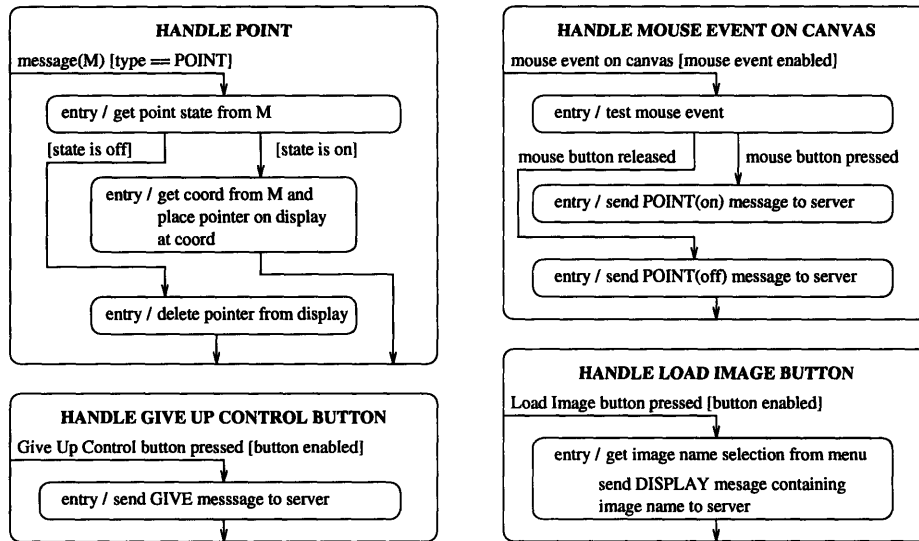 HANDLE POINT
message(M) [type == POINT]
entry / get point state from M
[state is off]
[state is on]
entry / get coord from M and
place pointer on display
at coord
entry / delete pointer from display
HANDLE GIVE UP CONTROL BUTTON
Give Up Control button pressed [button enabled]
entry / send GIVE messsage to server
HANDLE MOUSE EVENT ON CANVAS
mouse event on canvas [mouse event enabled]
entry / test mouse event
mouse button released
mouse button pressed
entry / send POINT(on) message to server
entry / send POINT(off) message to server
HANDLE LOAD IMAGE BUTTON
Load Image button pressed [button enabled]
entry / get image name selection from menu
send DISPLAY mesage containing
image name to server